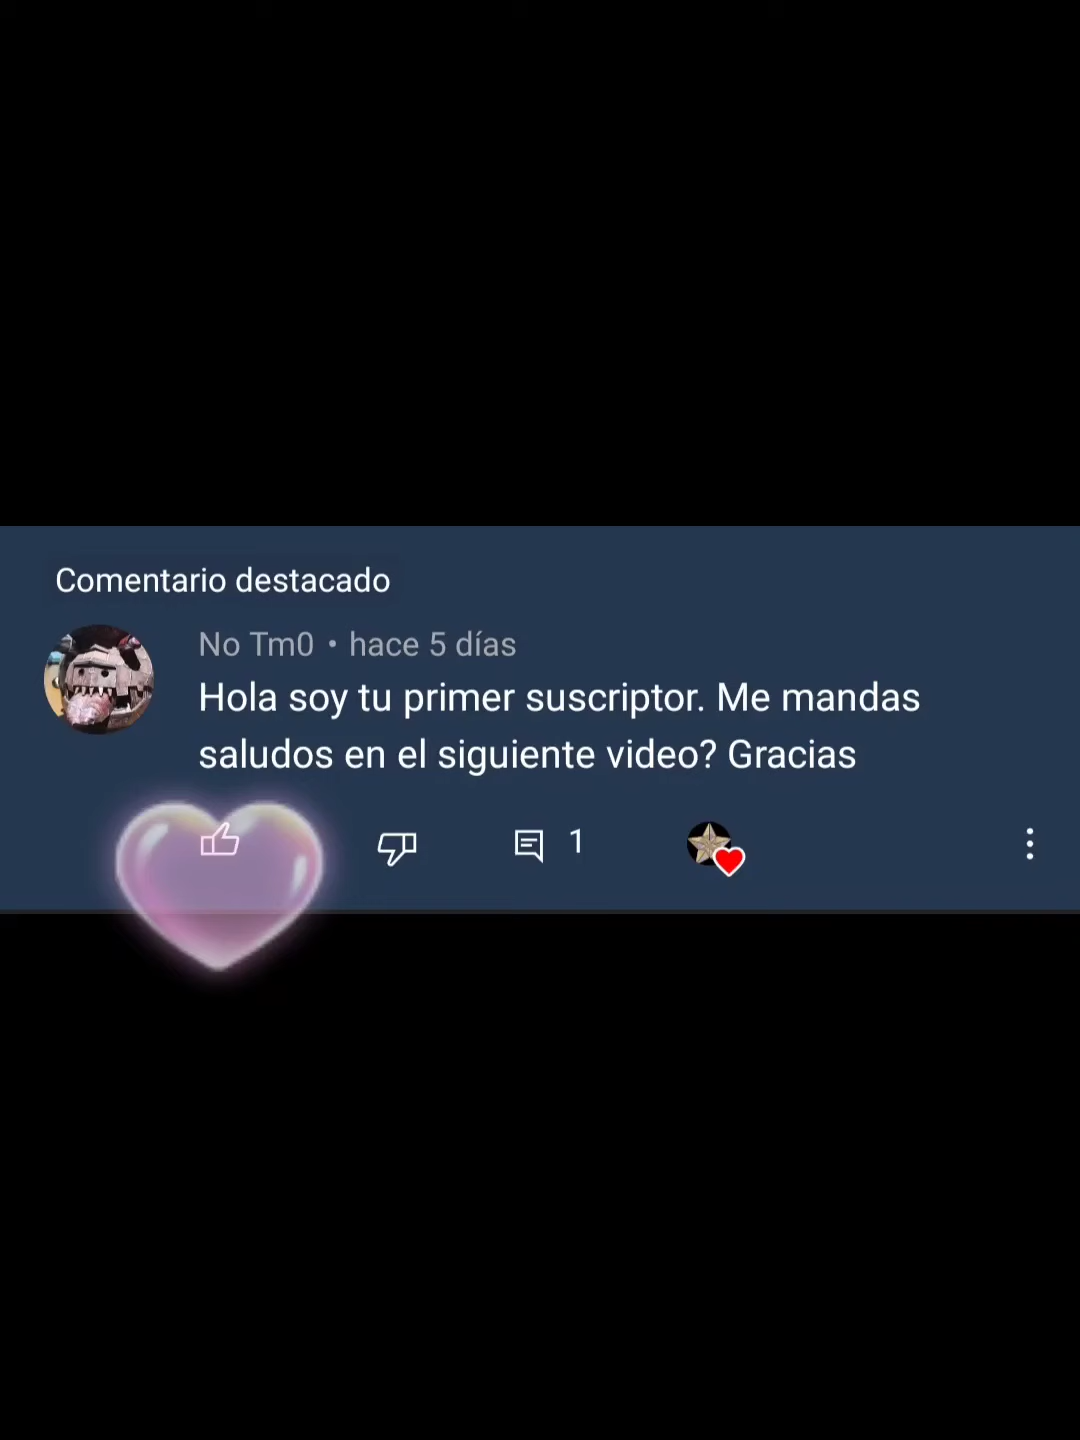 Comentario destacado
No Tm0 • hace 5 días
Hola soy tu primer suscriptor. Me mandas
saludos en el siguiente video? Gracias
1